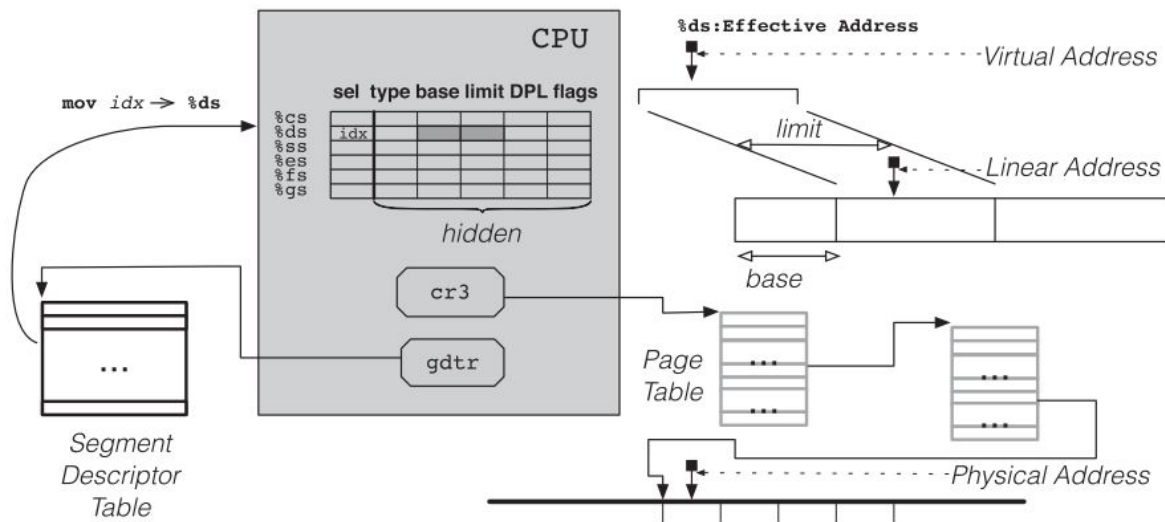 CPU
%ds:Effective Address
Virtual Address
mov idx → %ds
sel type base limit DPL flags
%cs
%ds idx
%ss
%es
%fs
%gs
hidden
limit
Linear Address
base
cr3
gdtr
...
Segment
Descriptor
Table
Page
Table
...
...
...
...
Physical Address